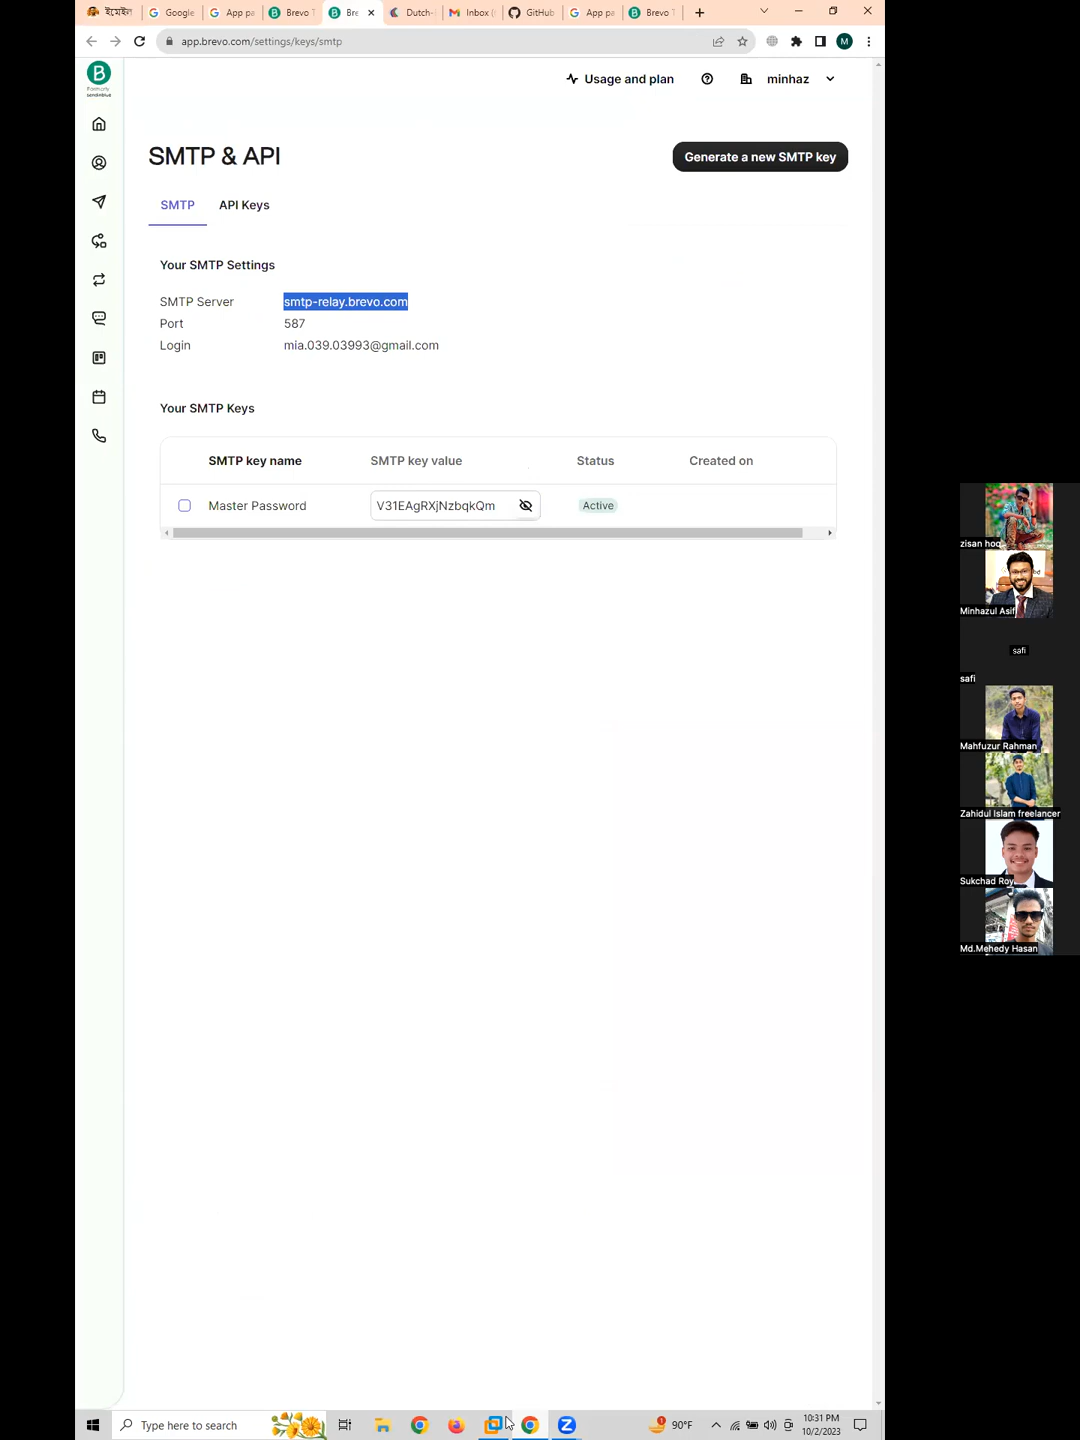 ইমেইল
Google
App pa
Brevo T
Bre
Dutch-
Inbox (
GitHub
App pa
Brevo T
app.brevo.com/settings/keys/smtp
M
B
Formerly
sendinblue
Usage and plan
minhaz
SMTP & API
Generate a new SMTP key
SMTP
API Keys
Your SMTP Settings
SMTP Server
smtp-relay.brevo.com
Port
587
Login
mia.039.03993@gmail.com
Your SMTP Keys
SMTP key name
SMTP key value
Status
Created on
Master Password
V31EAgRXjNzbqkQm
Active
zisan hoq
Minhazul Asif
safi
safi
Mahfuzur Rahman
Zahidul Islam freelancer
Sukchad Roy
Md.Mehedy Hasan
Type here to search
90°F
10:31 PM
10/2/2023